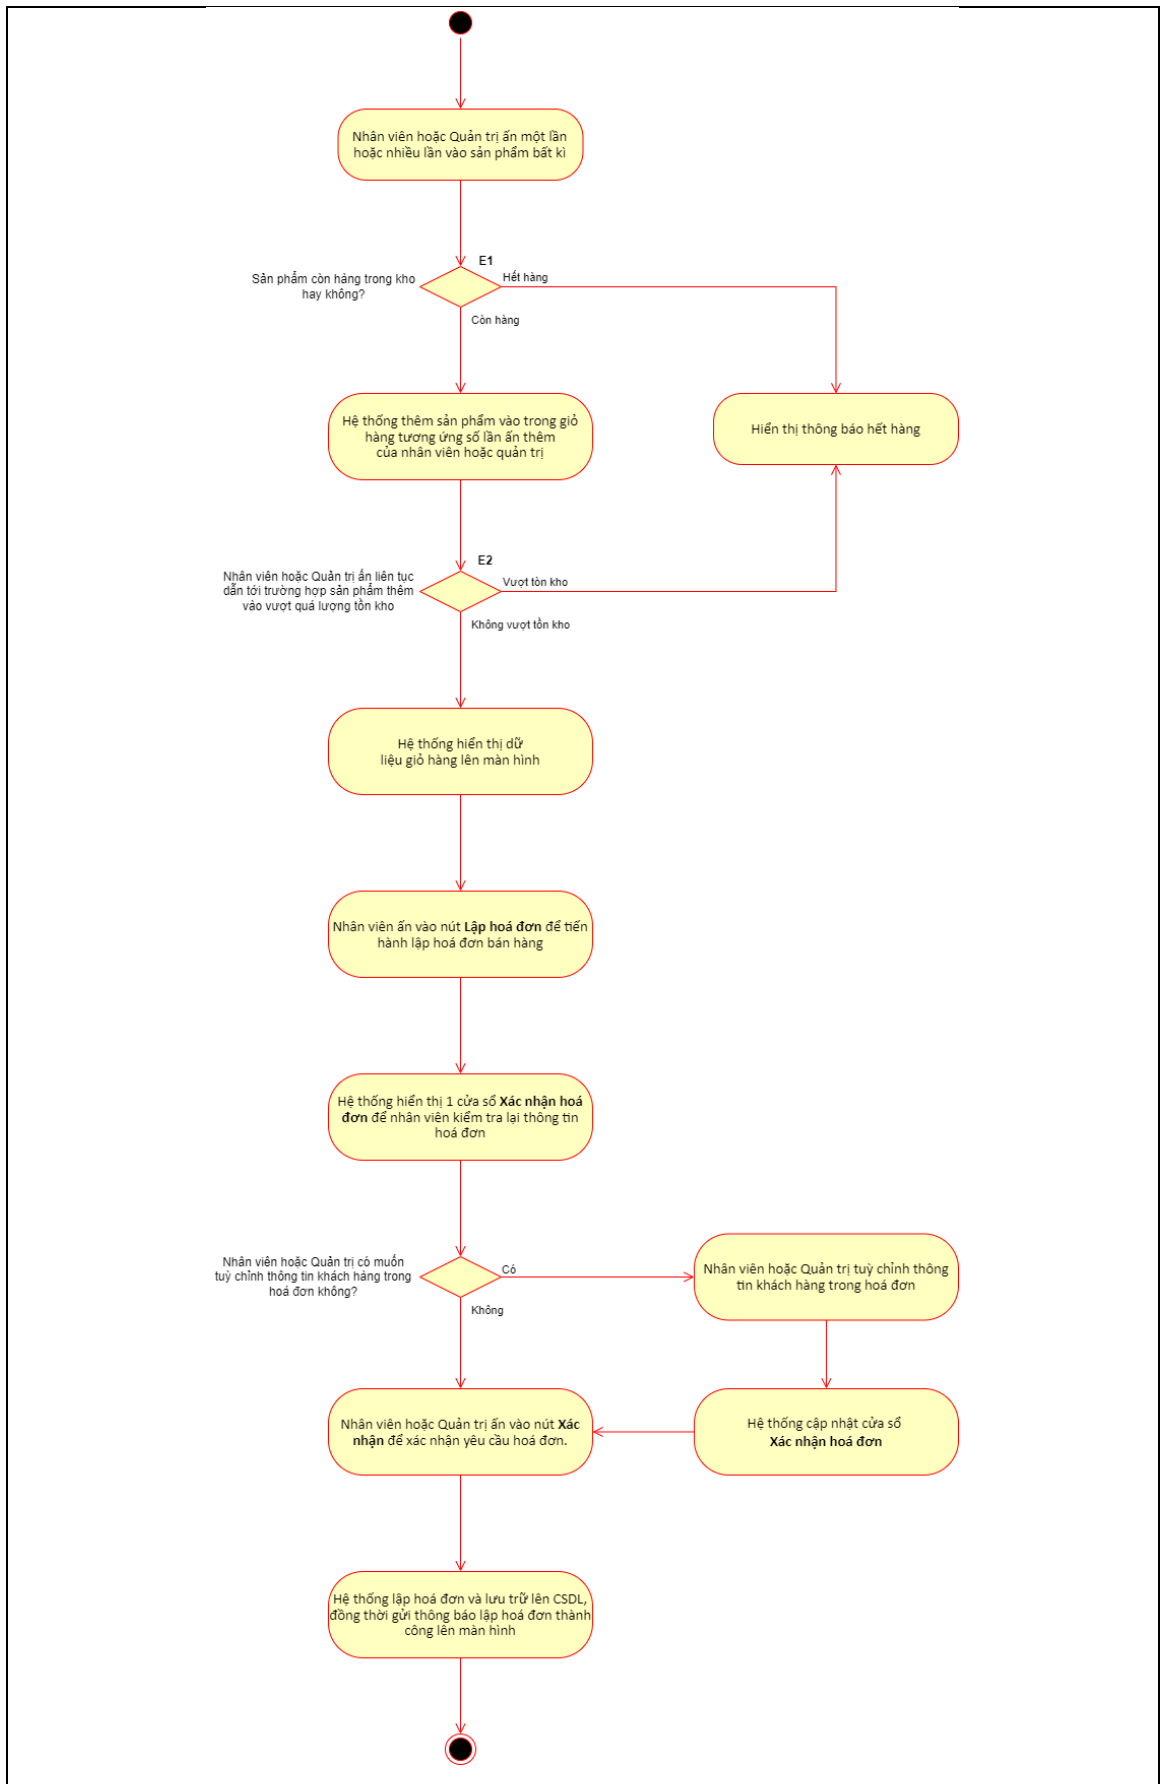 Nhân viên hoặc Quản trị ấn một lần
hoặc nhiều lần vào sản phẩm bất kì
E1
Sản phẩm còn hàng trong kho
hay không?
Hết hàng
Còn hàng
Hệ thống thêm sản phẩm vào trong giỏ
hàng tương ứng số lần ấn thêm
của nhân viên hoặc quản trị
Hiển thị thông báo hết hàng
E2
Nhân viên hoặc Quản trị ấn liên tục
dẫn tới trường hợp sản phẩm thêm
vào vượt quá lượng tồn kho
Vượt tòn kho
Không vượt tồn kho
Hệ thống hiển thị dữ
liệu giỏ hàng lên màn hình
Nhân viên ấn vào nút Lập hoá đơn để tiến
hành lập hoá đơn bán hàng
Hệ thống hiển thị 1 cửa sổ Xác nhận hoá
đơn để nhân viên kiểm tra lại thông tin
hoá đơn
Nhân viên hoặc Quản trị có muốn
tuỳ chỉnh thông tin khách hàng trong
hoá đơn không?
Có
Không
Nhân viên hoặc Quản trị tuỳ chỉnh thông
tin khách hàng trong hoá đơn
Nhân viên hoặc Quản trị ấn vào nút Xác
nhận để xác nhận yêu cầu hoá đơn.
Hệ thống cập nhật cửa sổ
Xác nhận hoá đơn
Hệ thống lập hoá đơn và lưu trữ lên CSDL,
đồng thời gửi thông báo lập hoá đơn thành
công lên màn hình